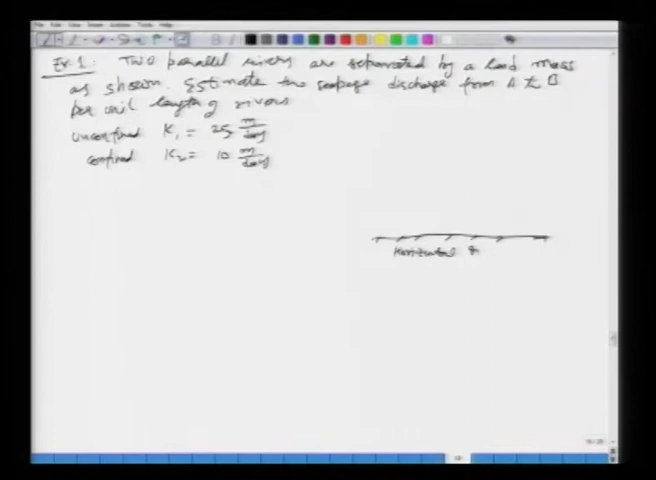 Ex. 1: Two parallel rivers are separated by a land mass
as shown. Estimate the seepage discharge from A to B
per unit length of rivers
unconfined K1 = 25 m/day
confined K2 = 10 m/day
Horizontal